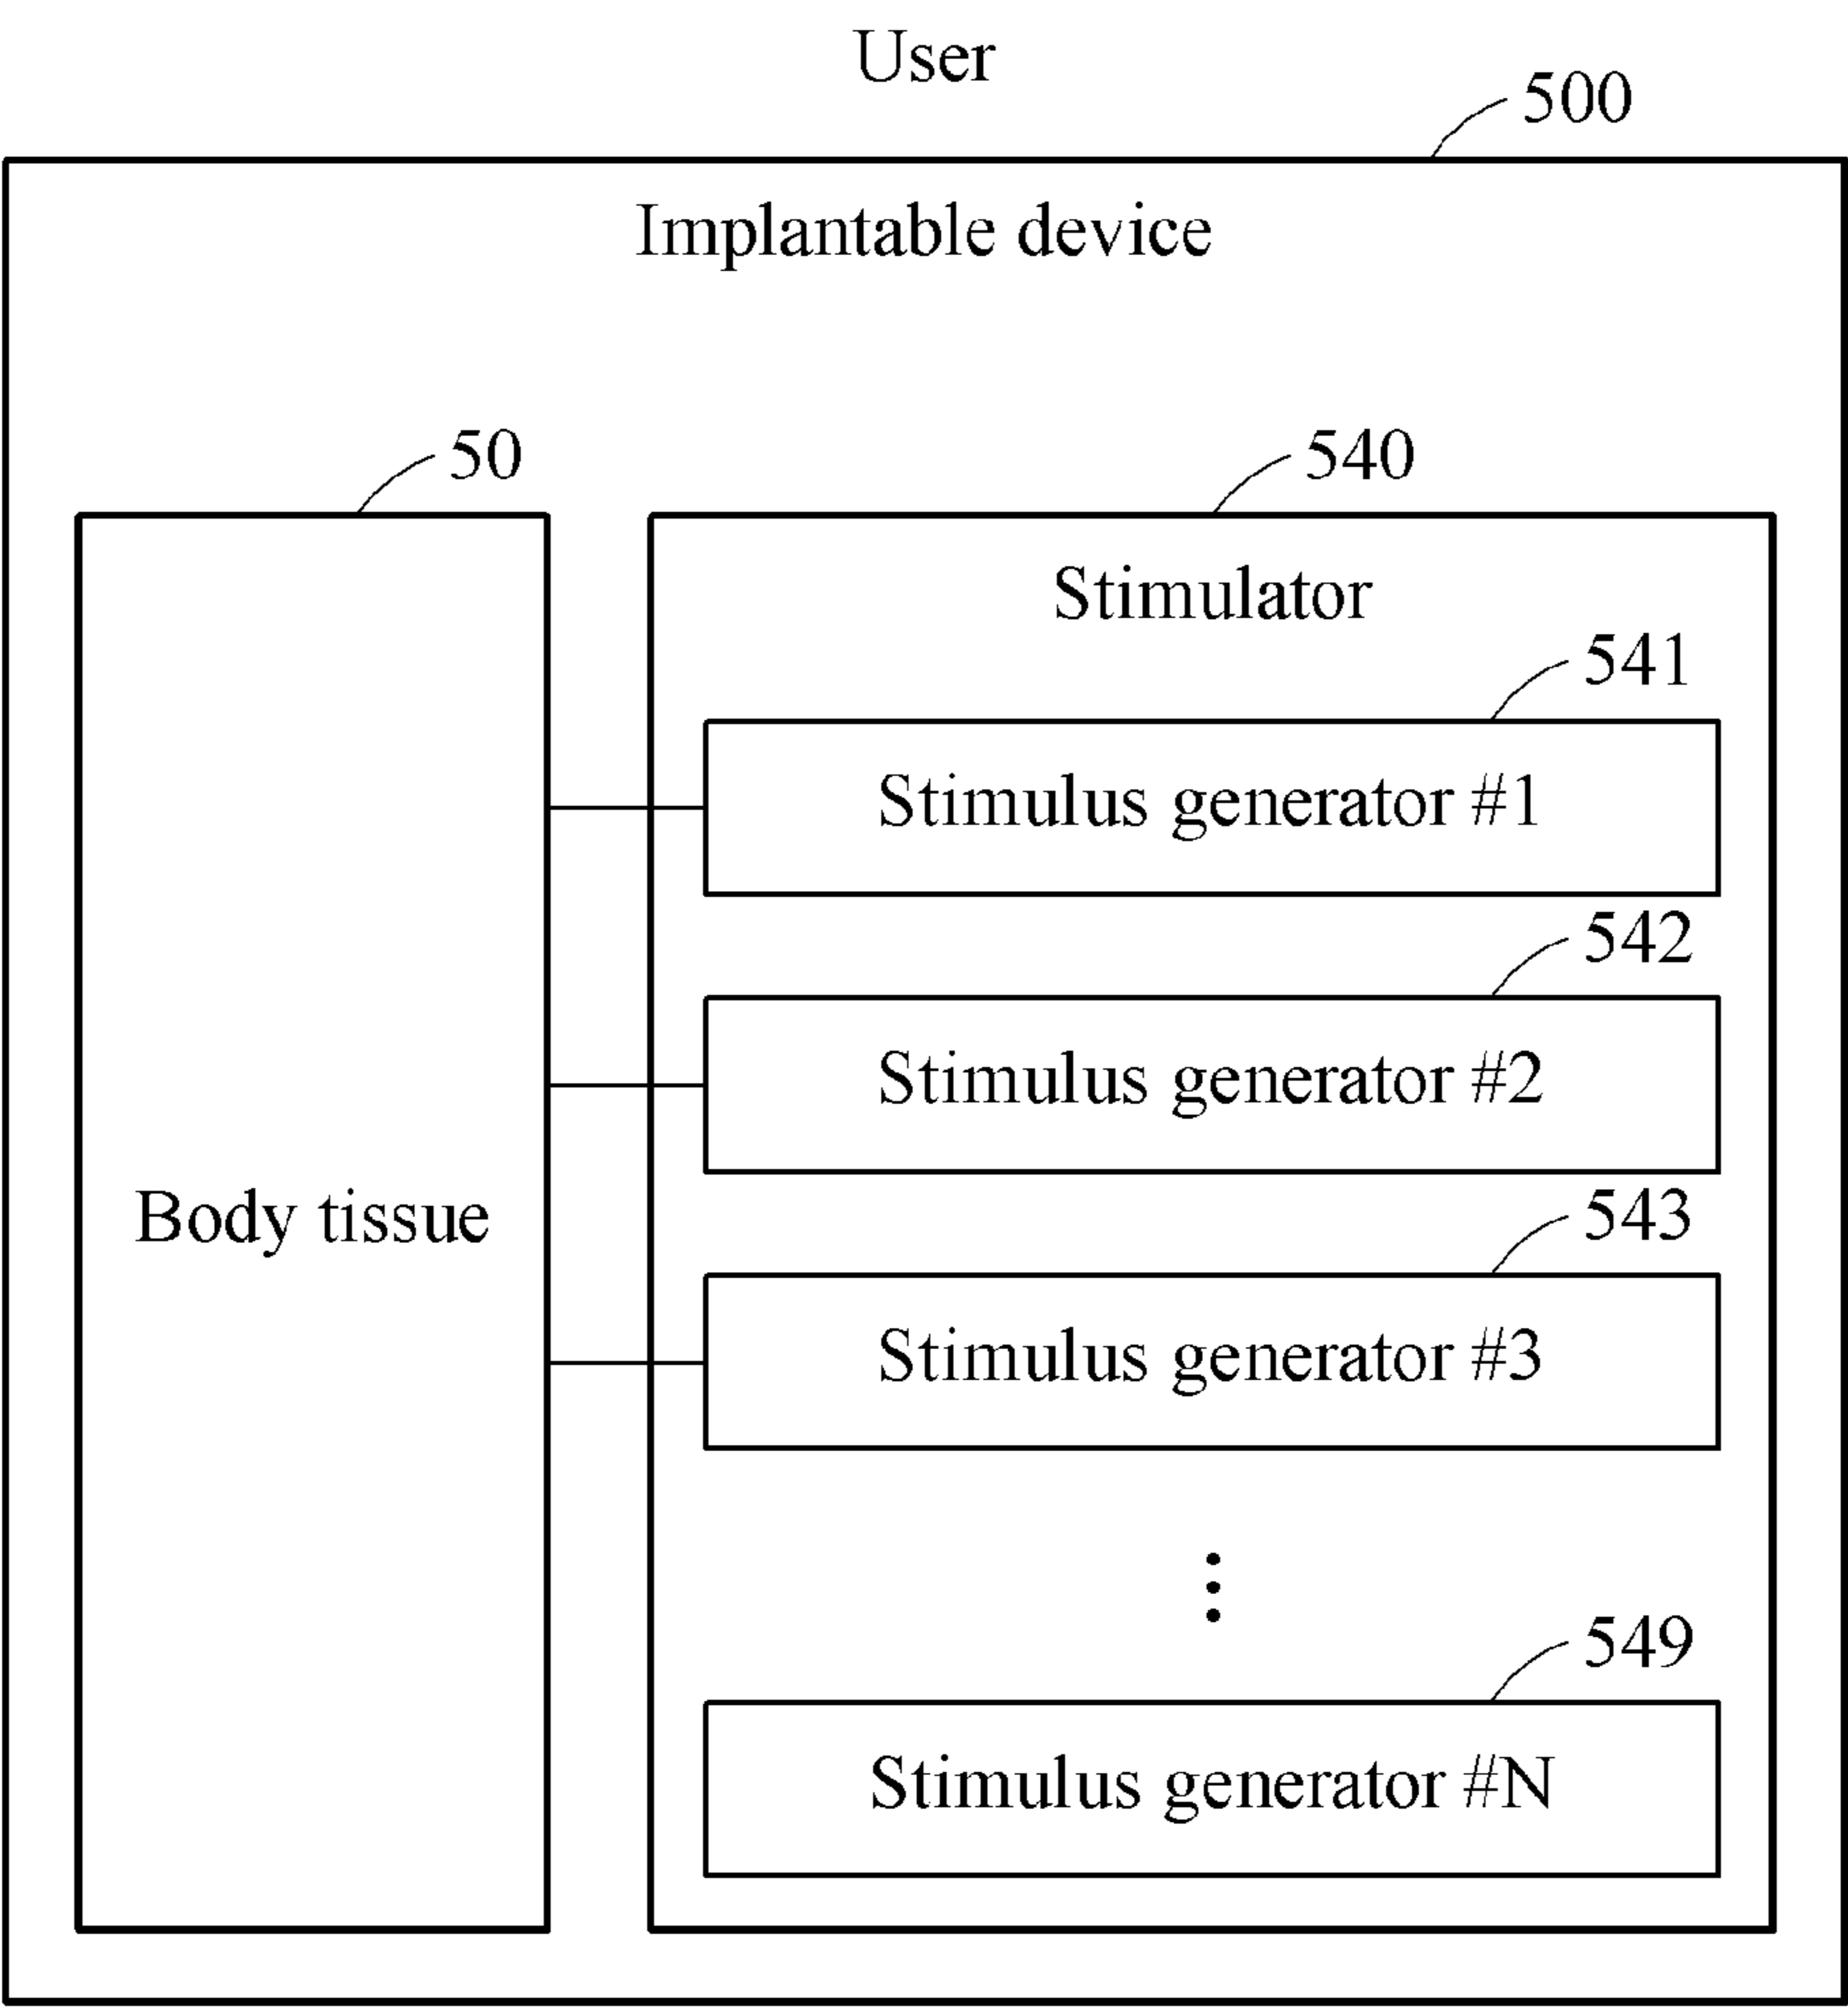 User
500
Implantable device
50
540
Stimulator
541
Stimulus generator #1
542
Stimulus generator #2
Body tissue
543
Stimulus generator #3
549
Stimulus generator #N